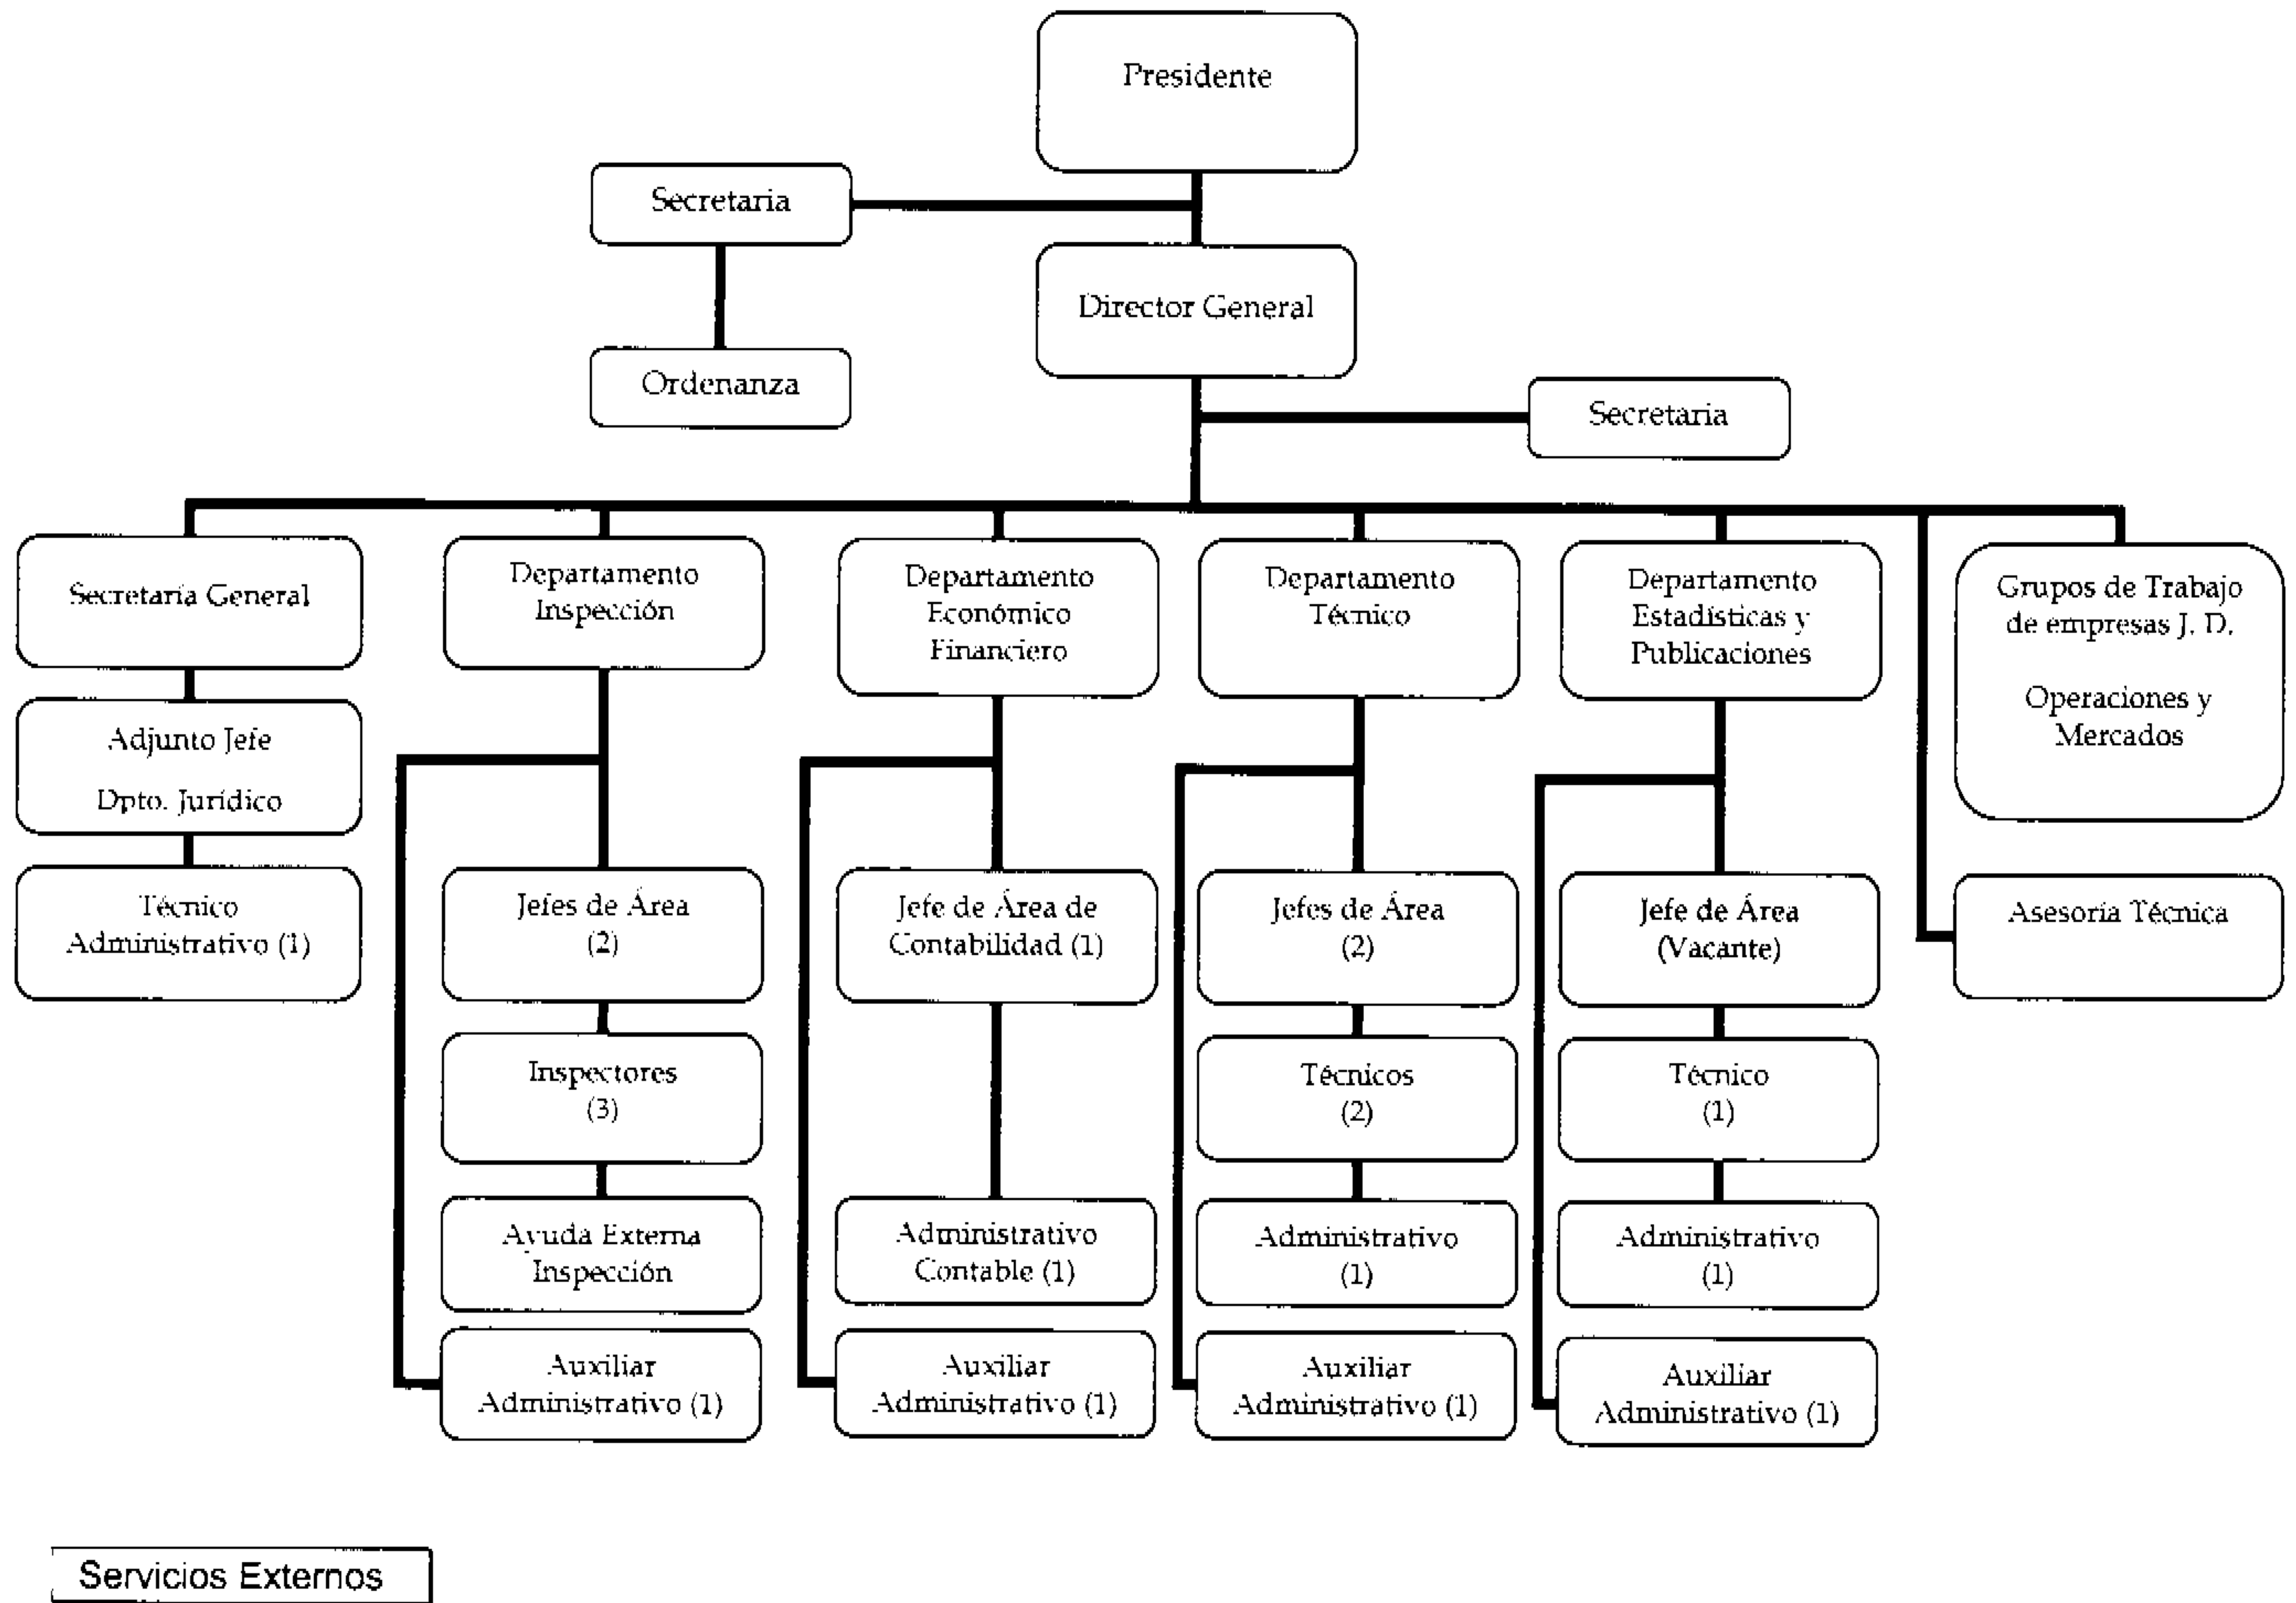 Presidente
Secretaria
Director General
Ordenanza
Secretaria
Secretaría General
Adjunto Jefe
Dpto. Jurídico
Técnico
Administrativo (1)
Departamento
Inspección
Jefes de Área
(2)
Inspectores
(3)
Ayuda Externa
Inspección
Auxiliar
Administrativo (1)
Departamento
Económico
Financiero
Jefe de Área de
Contabilidad (1)
Administrativo
Contable (1)
Auxiliar
Administrativo (1)
Departamento
Técnico
Jefes de Área
(2)
Técnicos
(2)
Administrativo
(1)
Auxiliar
Administrativo (1)
Departamento
Estadísticas y
Publicaciones
Jefe de Área
(Vacante)
Técnico
(1)
Administrativo
(1)
Auxiliar
Administrativo (1)
Grupos de Trabajo
de empresas J. D.
Operaciones y
Mercados
Asesoría Técnica
Servicios Externos